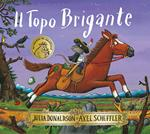 Il Topo Brigante
JULIA DONALDSON - AXEL SCHEFFLER